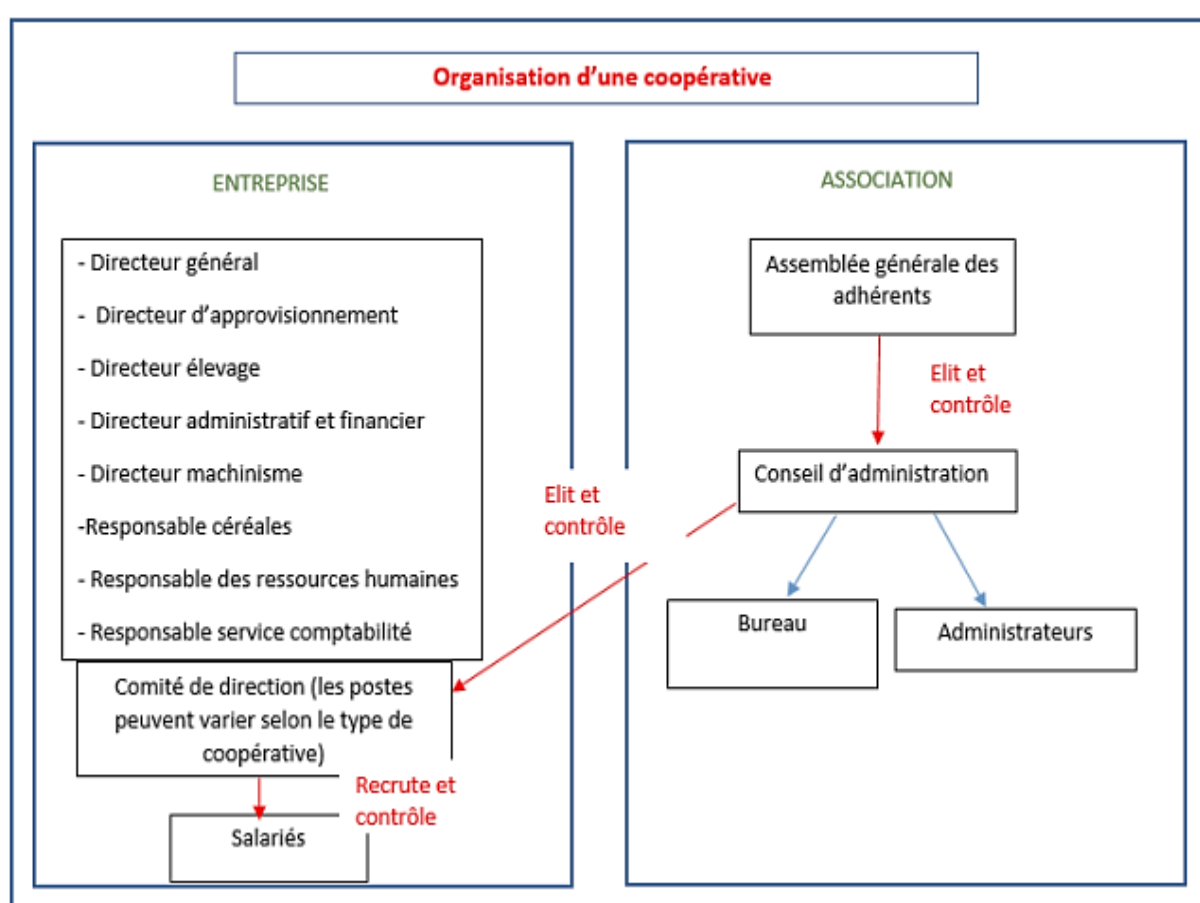 Organisation d'une coopérative
ENTREPRISE
- Directeur général
- Directeur d'approvisionnement
- Directeur élevage
- Directeur administratif et financier
- Directeur machinisme
-Responsable céréales
- Responsable des ressources humaines
- Responsable service comptabilité
Comité de direction (les postes
peuvent varier selon le type de
coopérative)
Recrute et
contrôle
Salariés
Elit et
contrôle
ASSOCIATION
Assemblée générale des
adhérents
Elit et
contrôle
Conseil d'administration
Bureau
Administrateurs